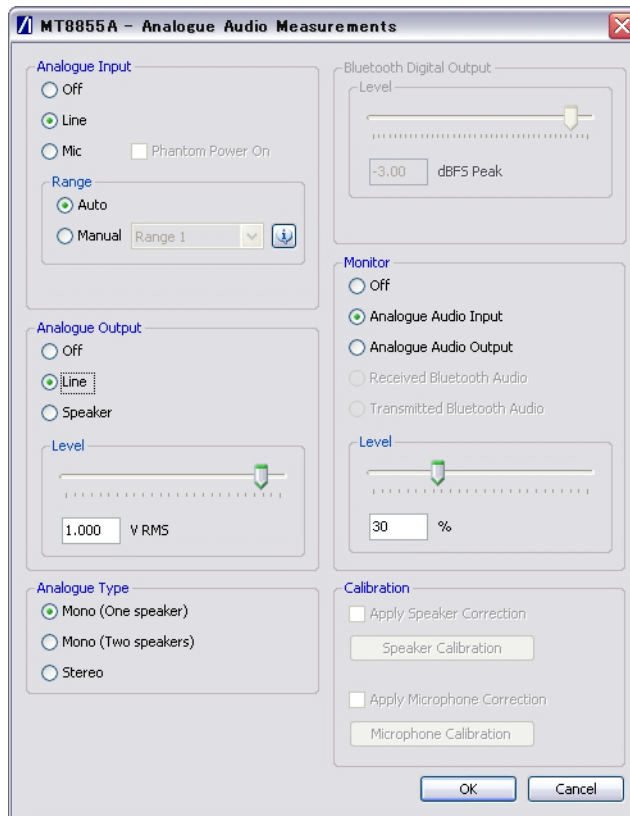 MT8855A - Analogue Audio Measurements
Analogue Input
Off
Line
Mic
Phantom Power On
Range
Auto
Manual
Range 1
Analogue Output
Off
Line
Speaker
Level
1.000
V RMS
Analogue Type
Mono (One speaker)
Mono (Two speakers)
Stereo
Bluetooth Digital Output
Level
-3.00
dBFS Peak
Monitor
Off
Analogue Audio Input
Analogue Audio Output
Received Bluetooth Audio
Transmitted Bluetooth Audio
Level
30
%
Calibration
Apply Speaker Correction
Speaker Calibration
Apply Microphone Correction
Microphone Calibration
OK
Cancel